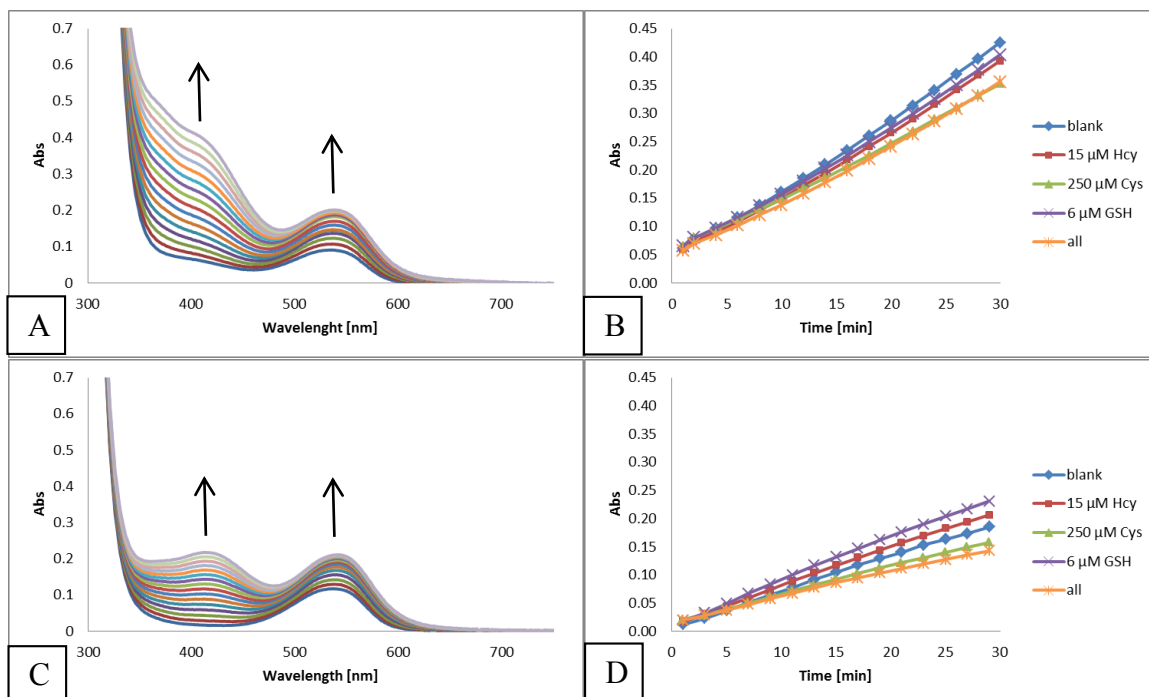 0.7
0.6
0.5
0.4
0.3
0.2
0.1
0
Abs
300 400 500 600 700
Wavelenght [nm]
A
0.45
0.40
0.35
0.30
0.25
0.20
0.15
0.10
0.05
0.00
Abs
0 5 10 15 20 25 30
Time [min]
blank
15 µM Hcy
250 µM Cys
6 µM GSH
all
B
0.7
0.6
0.5
0.4
0.3
0.2
0.1
0
Abs
300 400 500 600 700
Wavelength [nm]
C
0.45
0.40
0.35
0.30
0.25
0.20
0.15
0.10
0.05
0.00
Abs
0 5 10 15 20 25 30
Time [min]
blank
15 µM Hcy
250 µM Cys
6 µM GSH
all
D